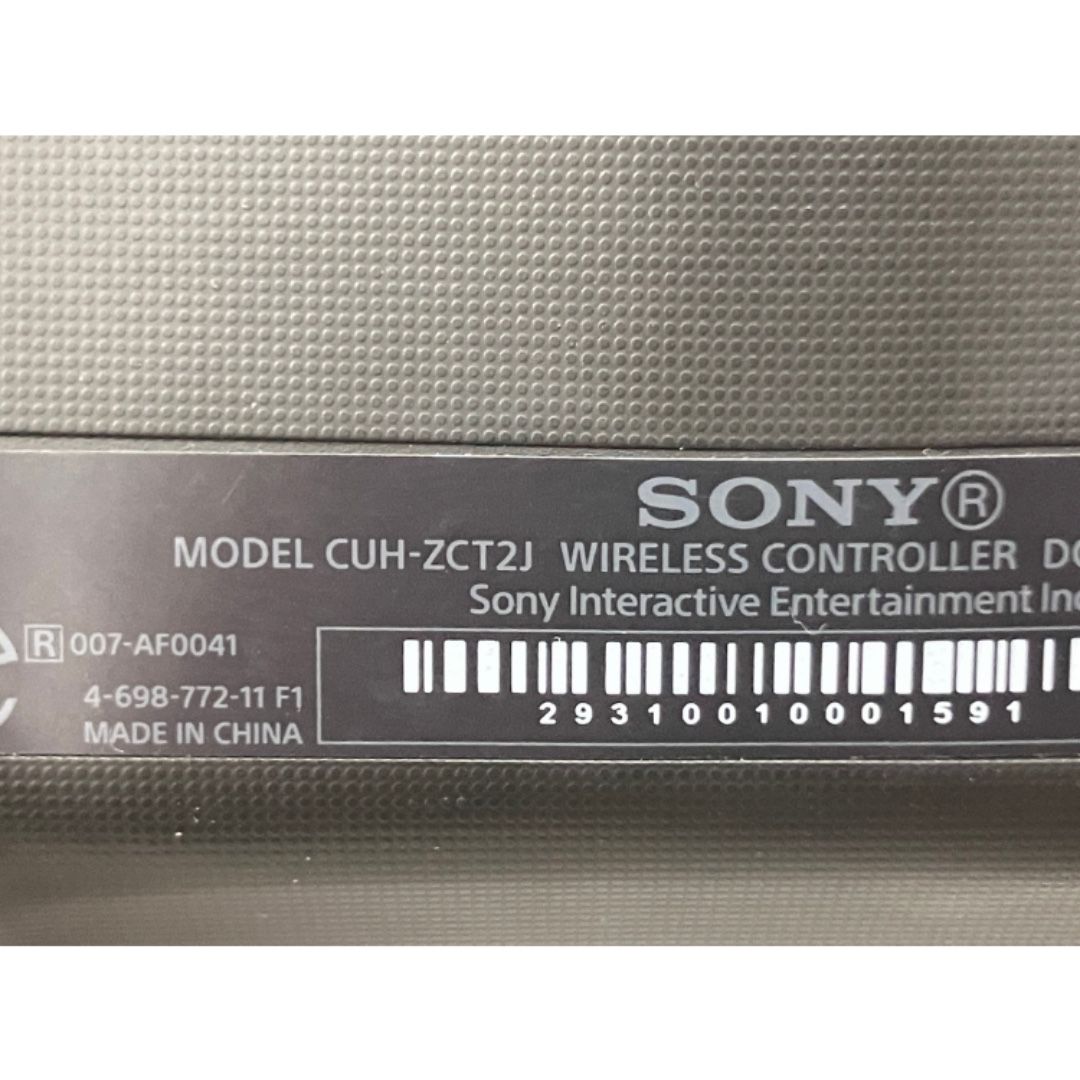 SONY®
MODEL CUH-ZCT2J WIRELESS CONTROLLER
Sony Interactive Entertainment
R 007-AF0041
4-698-772-11 F1
MADE IN CHINA
29310010001591